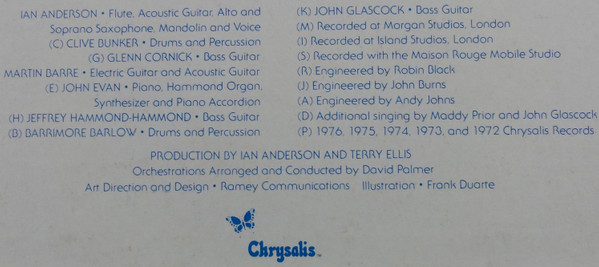 IAN ANDERSON • Flute, Acoustic Guitar, Alto and
Soprano Saxophone, Mandolin and Voice
(C) CLIVE BUNKER • Drums and Percussion
(G) GLENN CORNICK • Bass Guitar
MARTIN BARRE • Electric Guitar and Acoustic Guitar
(E) JOHN EVAN • Piano, Hammond Organ,
Synthesizer and Piano Accordion
(H) JEFFREY HAMMOND-HAMMOND • Bass Guitar
(B) BARRIMORE BARLOW • Drums and Percussion
(K) JOHN GLASCOCK • Bass Guitar
(M) Recorded at Morgan Studios, London
(I) Recorded at Island Studios, London
(S) Recorded with the Maison Rouge Mobile Studio
(R) Engineered by Robin Black
(J) Engineered by John Burns
(A) Engineered by Andy Johns
(D) Additional singing by Maddy Prior and John Glascock
(P) 1976, 1975, 1974, 1973, and 1972 Chrysalis Records
PRODUCTION BY IAN ANDERSON AND TERRY ELLIS
Orchestrations Arranged and Conducted by David Palmer
Art Direction and Design • Ramey Communications Illustration • Frank Duarte
Chrysalis TM